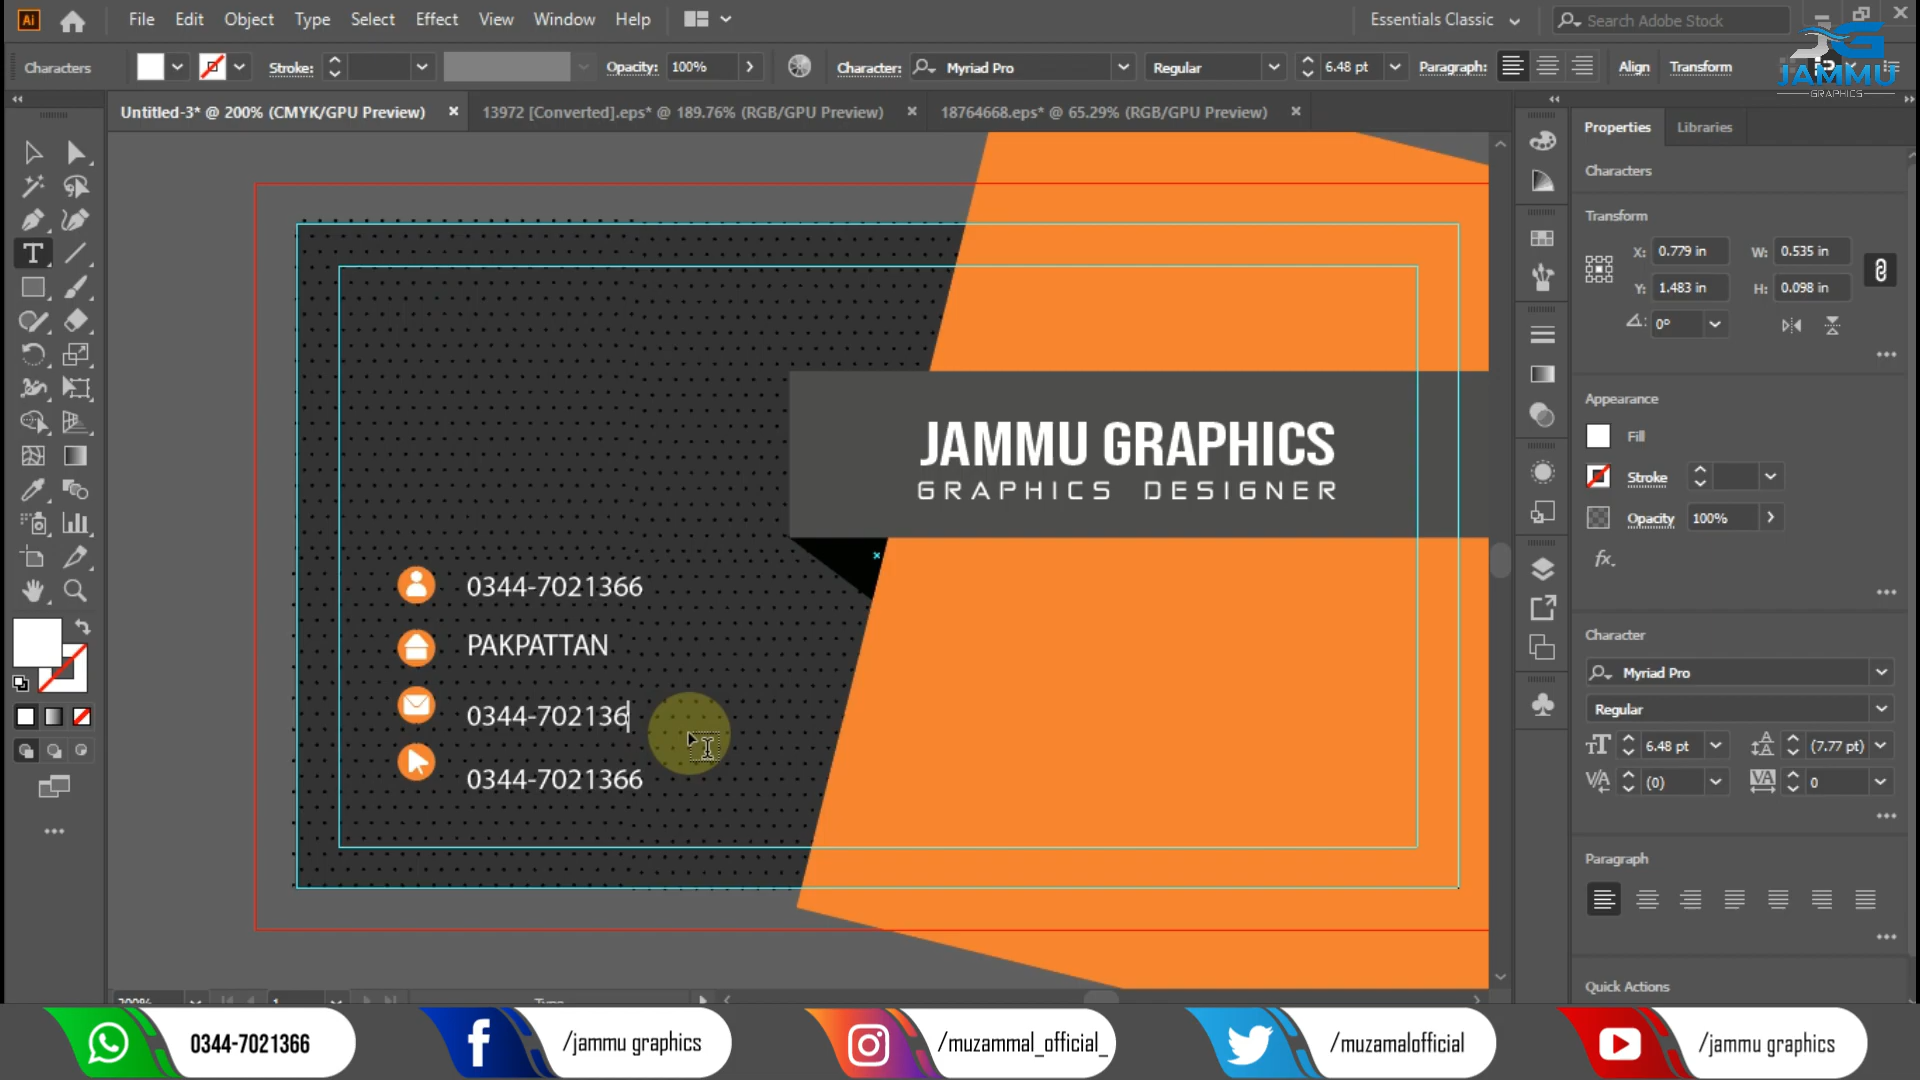 Ai File Edit Object Type Select Effect View Window Help
Essentials Classic
Search Adobe Stock
JAMMU
GRAPHICS
Characters
Stroke:
Opacity: 100%
Character: Myriad Pro
Regular
6.48 pt
Paragraph:
Align
Transform
Untitled-3* @ 200% (CMYK/GPU Preview)
13972 [Converted].eps* @ 189.76% (RGB/GPU Preview)
18764668.eps* @ 65.29% (RGB/GPU Preview)
Properties
Libraries
Characters
Transform
X: 0.779 in W: 0.535 in
Y: 1.483 in H: 0.098 in
0°
Appearance
Fill
Stroke
Opacity 100%
fx.
Character
Myriad Pro
Regular
6.48 pt (7.77 pt)
(0) 0
Paragraph
Quick Actions
JAMMU GRAPHICS
GRAPHICS DESIGNER
0344-7021366
PAKPATTAN
0344-702136
0344-7021366
200% 1 Type
0344-7021366
/jammu graphics
/muzammal_official_
/muzamalofficial
/jammu graphics